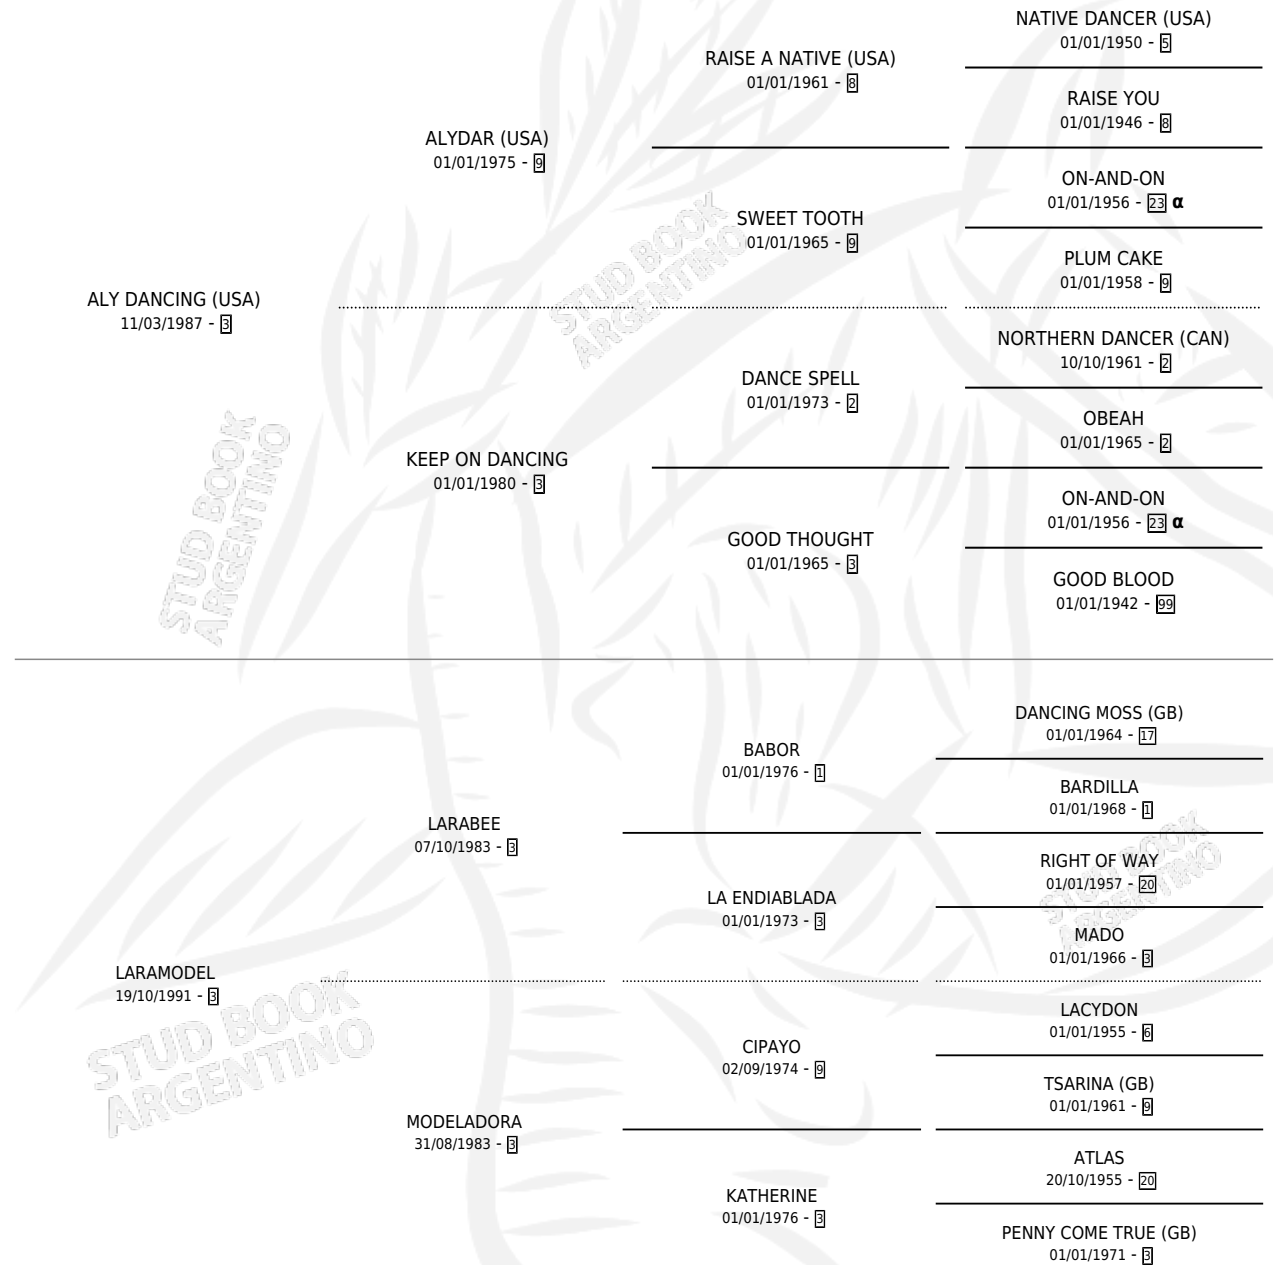 NATIVE DANCER (USA)
01/01/1950 - 5
RAISE A NATIVE (USA)
01/01/1961 - 8
RAISE YOU
01/01/1946 - 8
ALYDAR (USA)
01/01/1975 - 9
ON-AND-ON
01/01/1956 - 23 α
SWEET TOOTH
01/01/1965 - 9
PLUM CAKE
01/01/1958 - 9
ALY DANCING (USA)
11/03/1987 - 3
NORTHERN DANCER (CAN)
10/10/1961 - 2
DANCE SPELL
01/01/1973 - 2
OBEAH
01/01/1965 - 2
KEEP ON DANCING
01/01/1980 - 3
ON-AND-ON
01/01/1956 - 23 α
GOOD THOUGHT
01/01/1965 - 3
GOOD BLOOD
01/01/1942 - 99
DANCING MOSS (GB)
01/01/1964 - 17
BABOR
01/01/1976 - 1
BARDILLA
01/01/1968 - 1
LARABEE
07/10/1983 - 3
RIGHT OF WAY
01/01/1957 - 20
LA ENDIABLADA
01/01/1973 - 3
MADO
01/01/1966 - 3
LARAMODEL
19/10/1991 - 3
LACYDON
01/01/1955 - 6
CIPAYO
02/09/1974 - 9
TSARINA (GB)
01/01/1961 - 9
MODELADORA
31/08/1983 - 3
ATLAS
20/10/1955 - 20
KATHERINE
01/01/1976 - 3
PENNY COME TRUE (GB)
01/01/1971 - 3
STUD BOOK
ARGENTINO
STUD BOOK
ARGENTINO
STUD BOOK
ARGENTINO
STUD BOOK
ARGENTINO